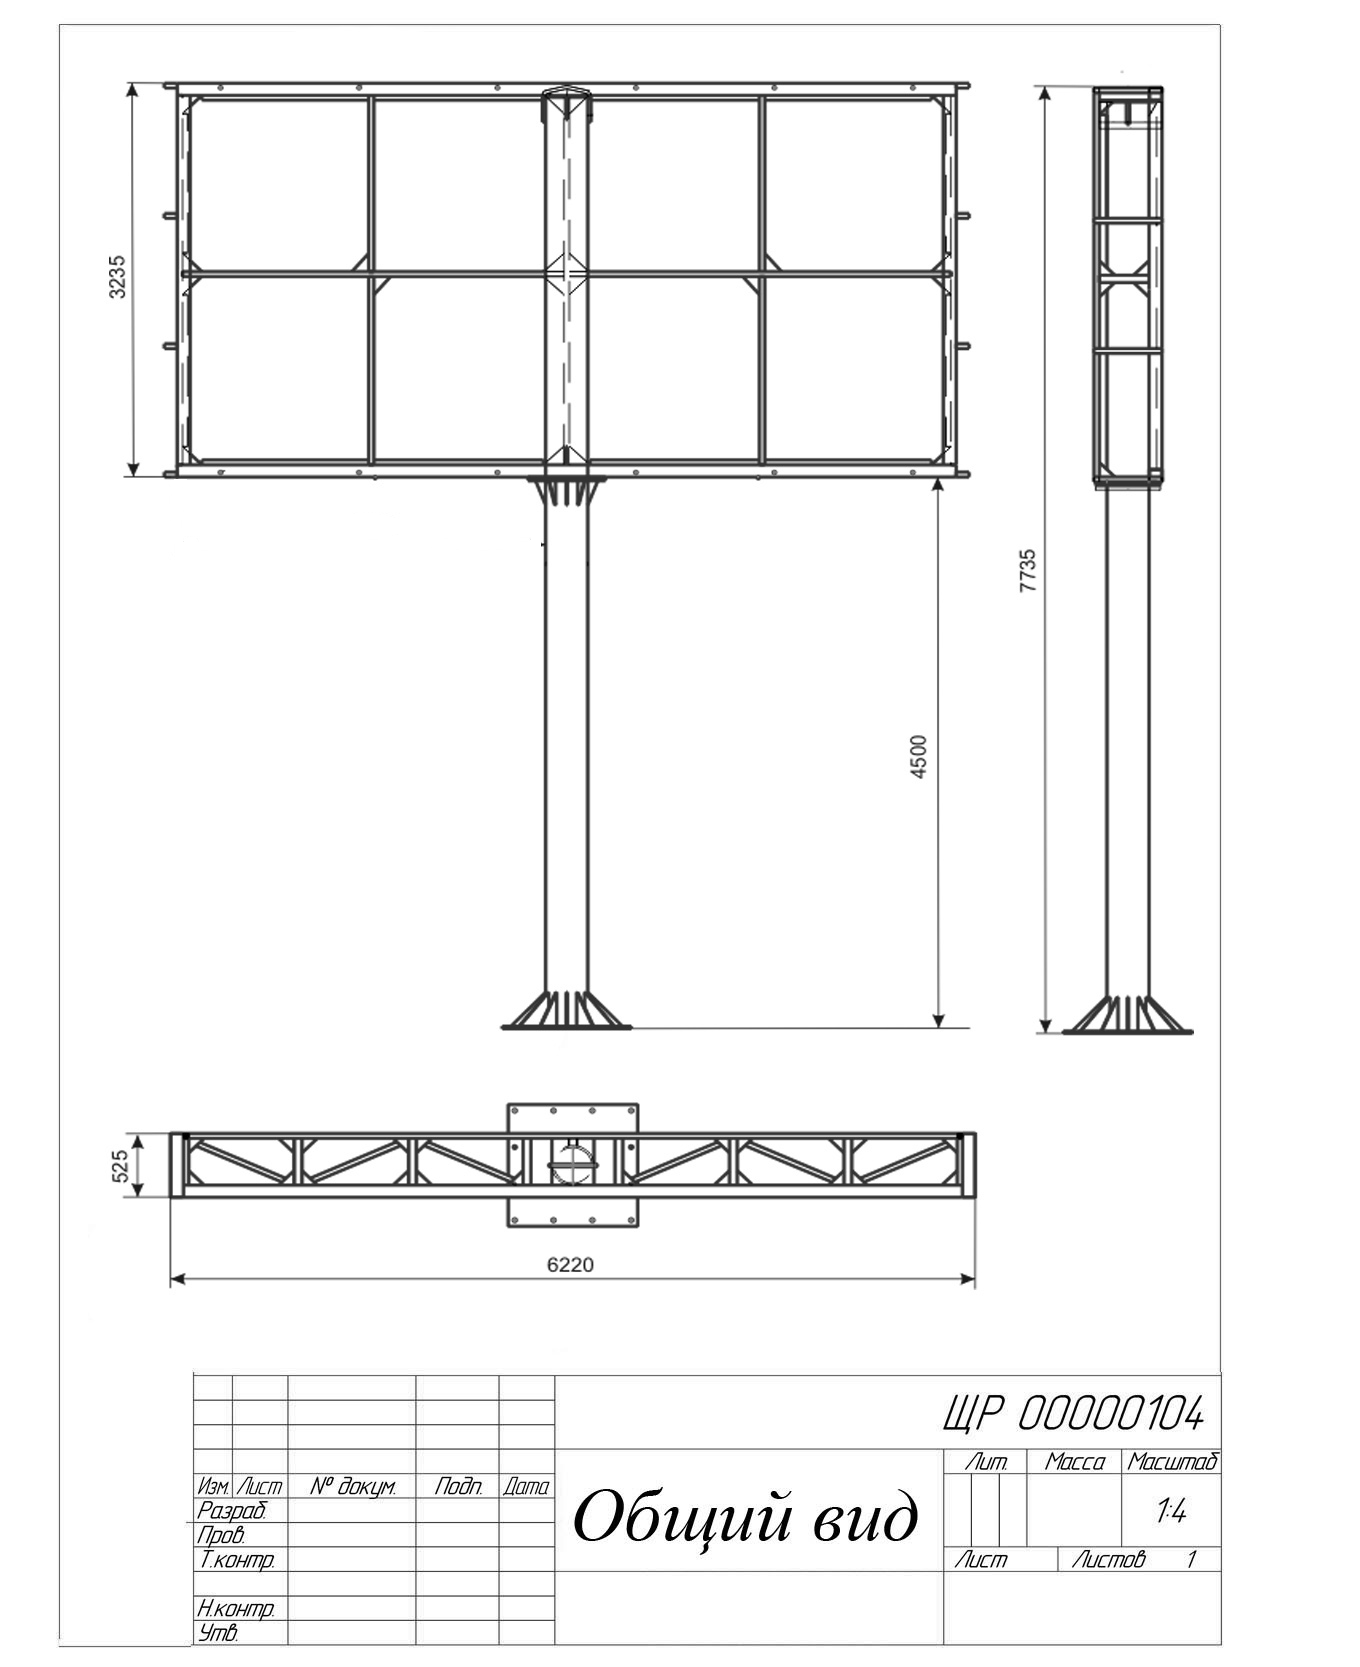 3235
7735
4500
525
6220
ЩР 00000104
Лит. Масса Масштаб
Изм. Лист № докум. Подп. Дата
Разраб.
Пров.
Т.контр.
Н.контр.
Утв.
Общий вид
1:4
Лист Листов 1